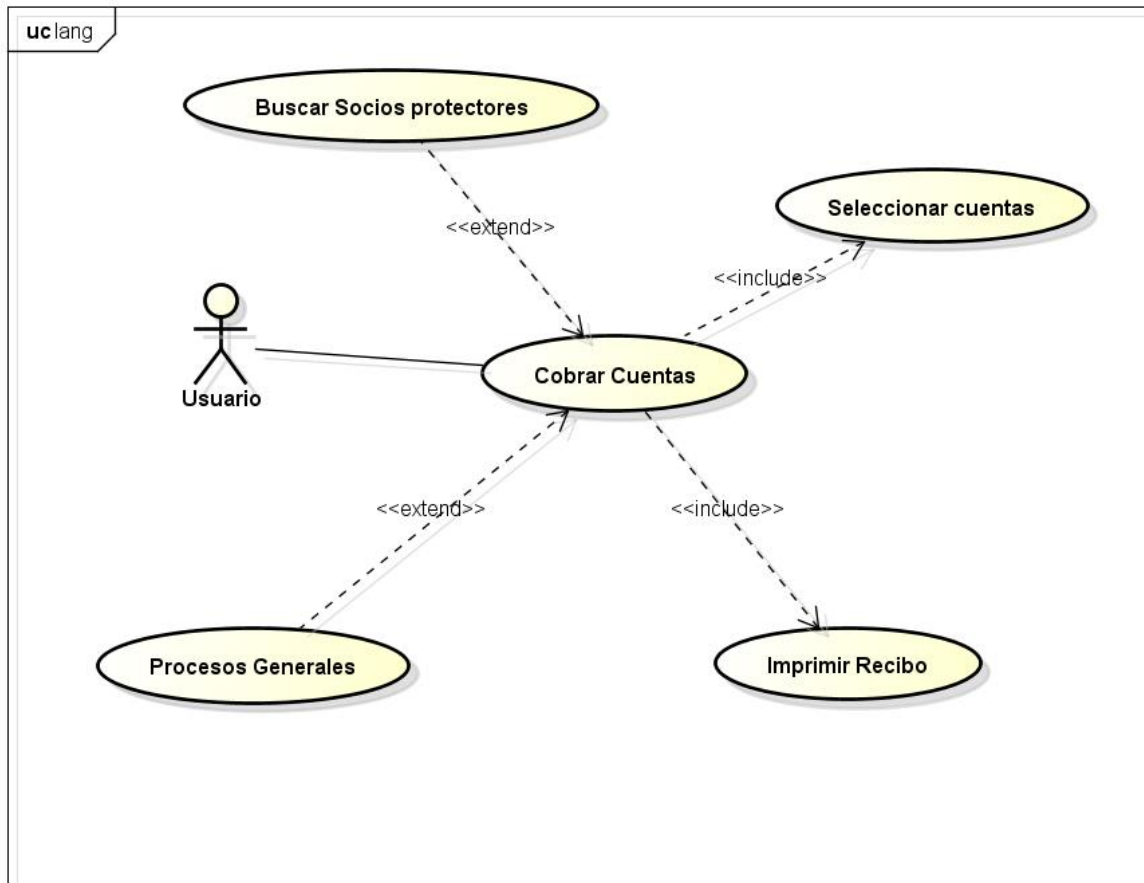 uc lang
Buscar Socios protectores
Seleccionar cuentas
<<extend>>
<<include>>
Cobrar Cuentas
Usuario
<<extend>>
<<include>>
Procesos Generales
Imprimir Recibo